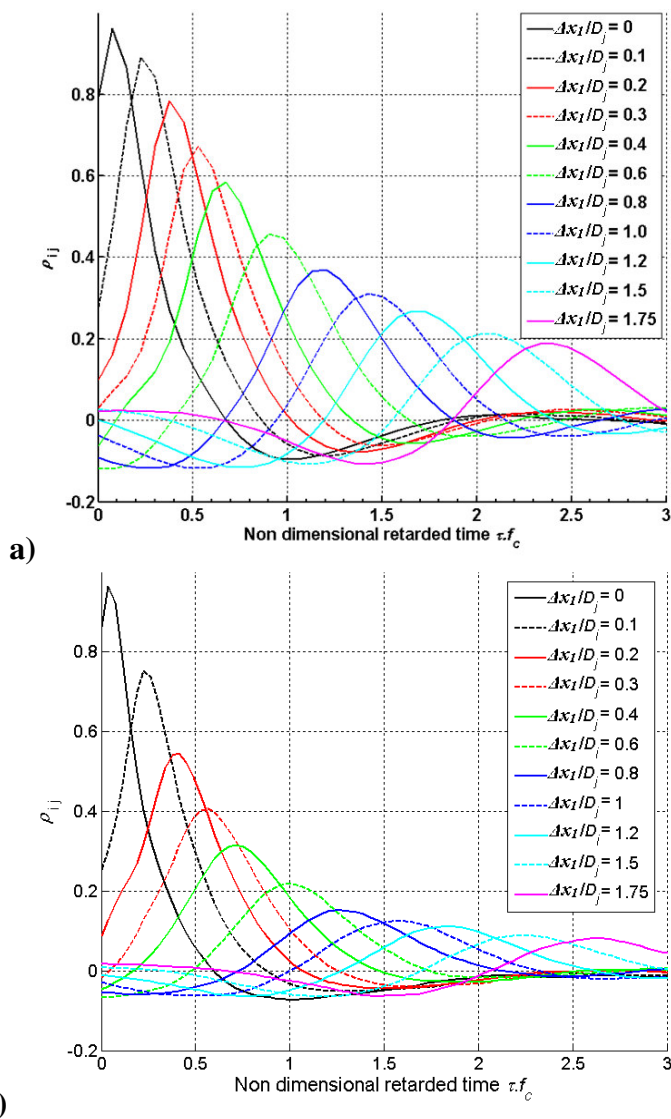 Δx₁/Dⱼ = 0
Δx₁/Dⱼ = 0.1
Δx₁/Dⱼ = 0.2
Δx₁/Dⱼ = 0.3
Δx₁/Dⱼ = 0.4
Δx₁/Dⱼ = 0.6
Δx₁/Dⱼ = 0.8
Δx₁/Dⱼ = 1.0
Δx₁/Dⱼ = 1.2
Δx₁/Dⱼ = 1.5
Δx₁/Dⱼ = 1.75
0.8
0.6
0.4
0.2
0
-0.2
ρij
0 0.5 1 1.5 2 2.5 3
Non dimensional retarded time τ.f_c
a)
Δx₁/Dⱼ = 0
Δx₁/Dⱼ = 0.1
Δx₁/Dⱼ = 0.2
Δx₁/Dⱼ = 0.3
Δx₁/Dⱼ = 0.4
Δx₁/Dⱼ = 0.6
Δx₁/Dⱼ = 0.8
Δx₁/Dⱼ = 1
Δx₁/Dⱼ = 1.2
Δx₁/Dⱼ = 1.5
Δx₁/Dⱼ = 1.75
0.8
0.6
0.4
0.2
0
-0.2
ρij
0 0.5 1 1.5 2 2.5 3
Non dimensional retarded time τ.f_c
)